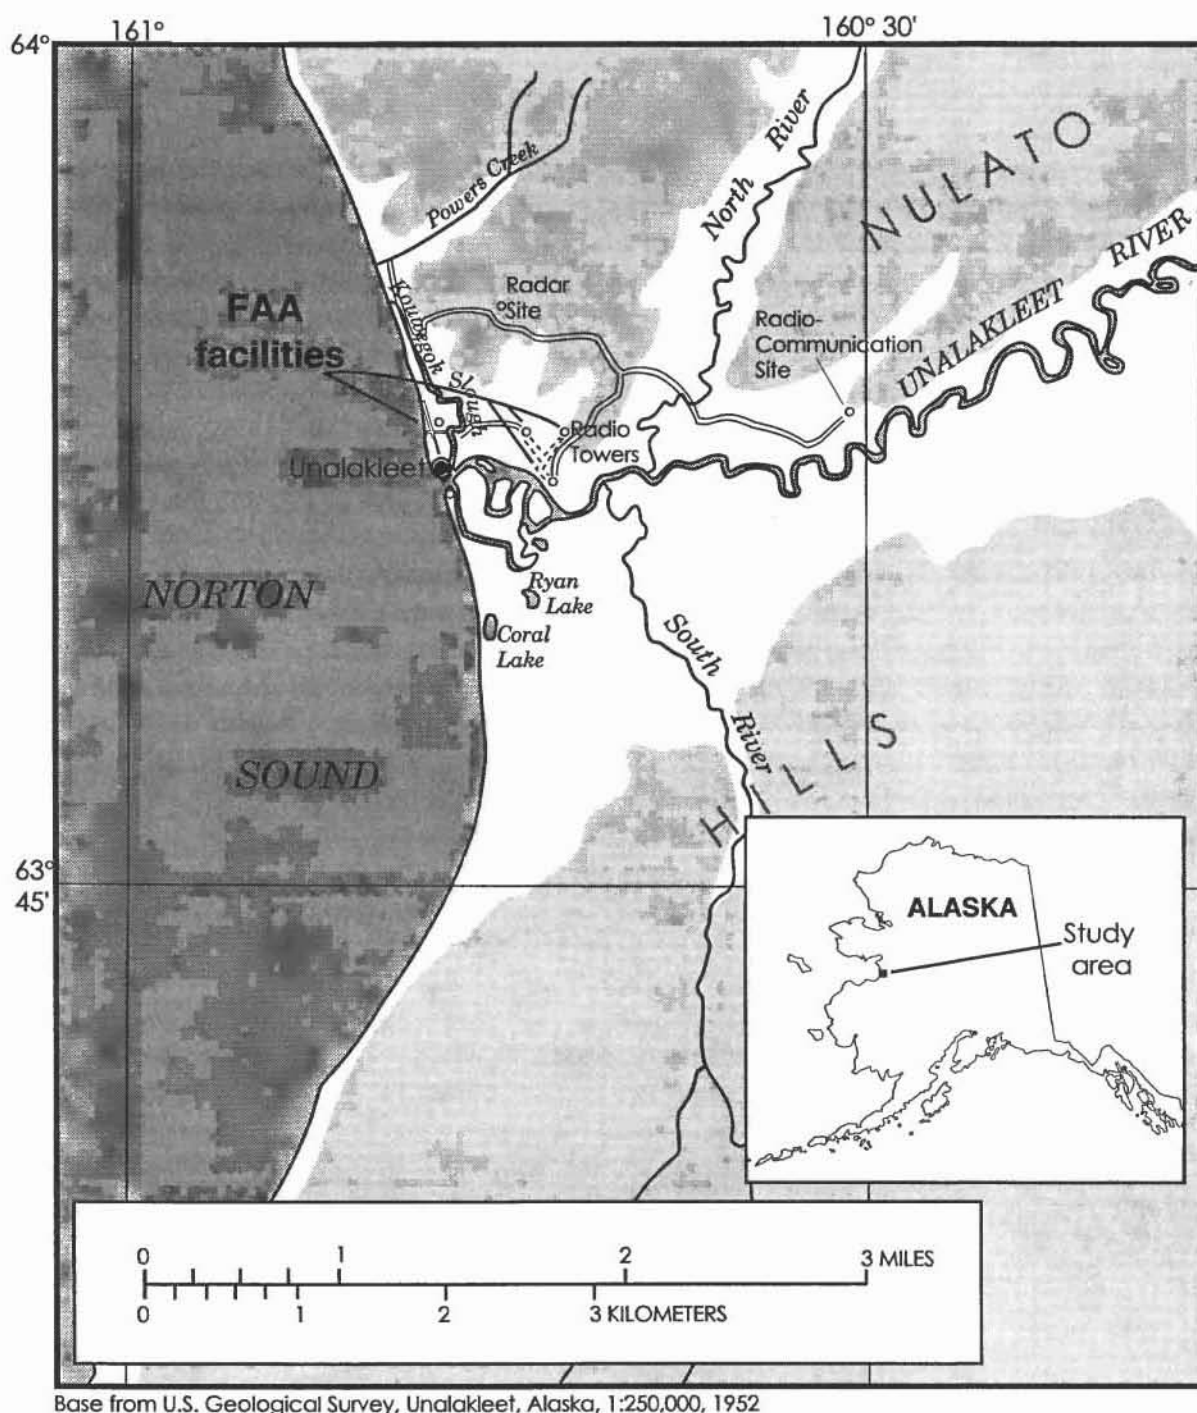 161°
160° 30'
64°
North River
NULATO
Powers Creek
UNALAKLEET RIVER
Radar
Site
FAA
facilities
Kouwegok Slough
Radio-
Communication
Site
Radio
Towers
Unalakleet
NORTON
Ryan
Lake
Coral
Lake
South River
SOUND
HILLS
63°
45'
ALASKA
Study
area
0 1 2 3 MILES
0 1 2 3 KILOMETERS
Base from U.S. Geological Survey, Unalakleet, Alaska, 1:250,000, 1952